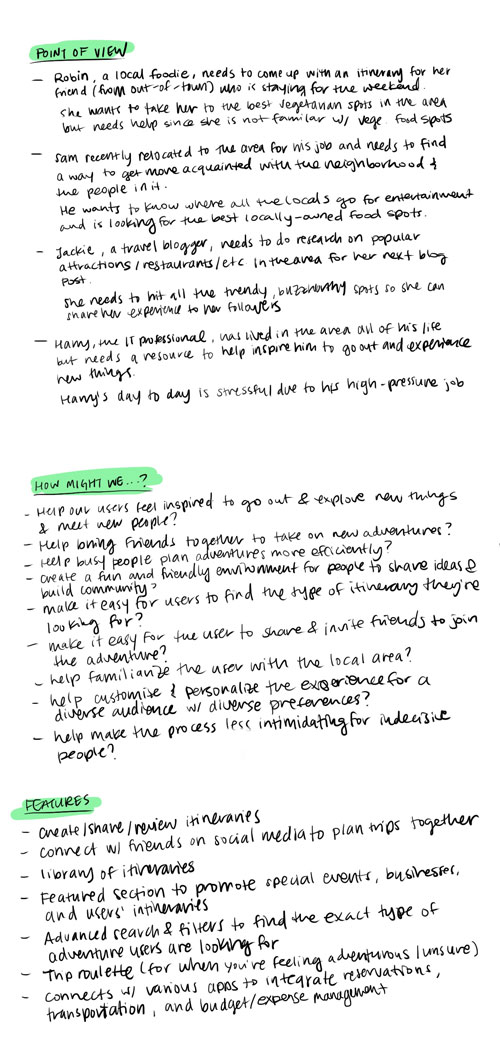 POINT OF VIEW
- Robin, a local foodie, needs to come up with an itinerary for her
friend (from out-of-town) who is staying for the weekend.
She wants to take her to the best vegetarian spots in the area
but needs help since she is not familar w/ vege. food spots
- Sam recently relocated to the area for his job and needs to find
a way to get more acquainted with the neighborhood &
the people in it.
He wants to know where all the locals go for entertainment
and is looking for the best locally-owned food spots.
- Jackie, a travel blogger, needs to do research on popular
attractions/restaurants/etc. in the area for her next blog
post.
She needs to hit all the trendy, buzzworthy spots so she can
share her experience to her followers
- Harry, the IT professional, has lived in the area all of his life
but needs a resource to help inspire him to go out and experience
new things.
Harry's day to day is stressful due to his high-pressure job
HOW MIGHT WE...?
- Help our users feel inspired to go out & explore new things
& meet new people?
- Help bring friends together to take on new adventures?
- Help busy people plan adventures more efficiently?
- create a fun and friendly environment for people to share ideas &
build community?
- make it easy for users to find the type of itinerary they're
looking for?
- make it easy for the user to share & invite friends to join
the adventure?
- help familiarize the user with the local area?
- help customize & personalize the experience for a
diverse audience w/ diverse preferences?
- help make the process less intimidating for indecisive
people?
FEATURES
- Create/share/review itineraries
- Connect w/ friends on social media to plan trips together
- library of itineraries
- Featured section to promote special events, businesses,
and users' intineraries
- Advanced search & filters to find the exact type of
adventure users are looking for
- Trip roulette (for when you're feeling adventurous/unsure)
- Connects w/ various apps to integrate reservations,
transportation, and budget/expense management